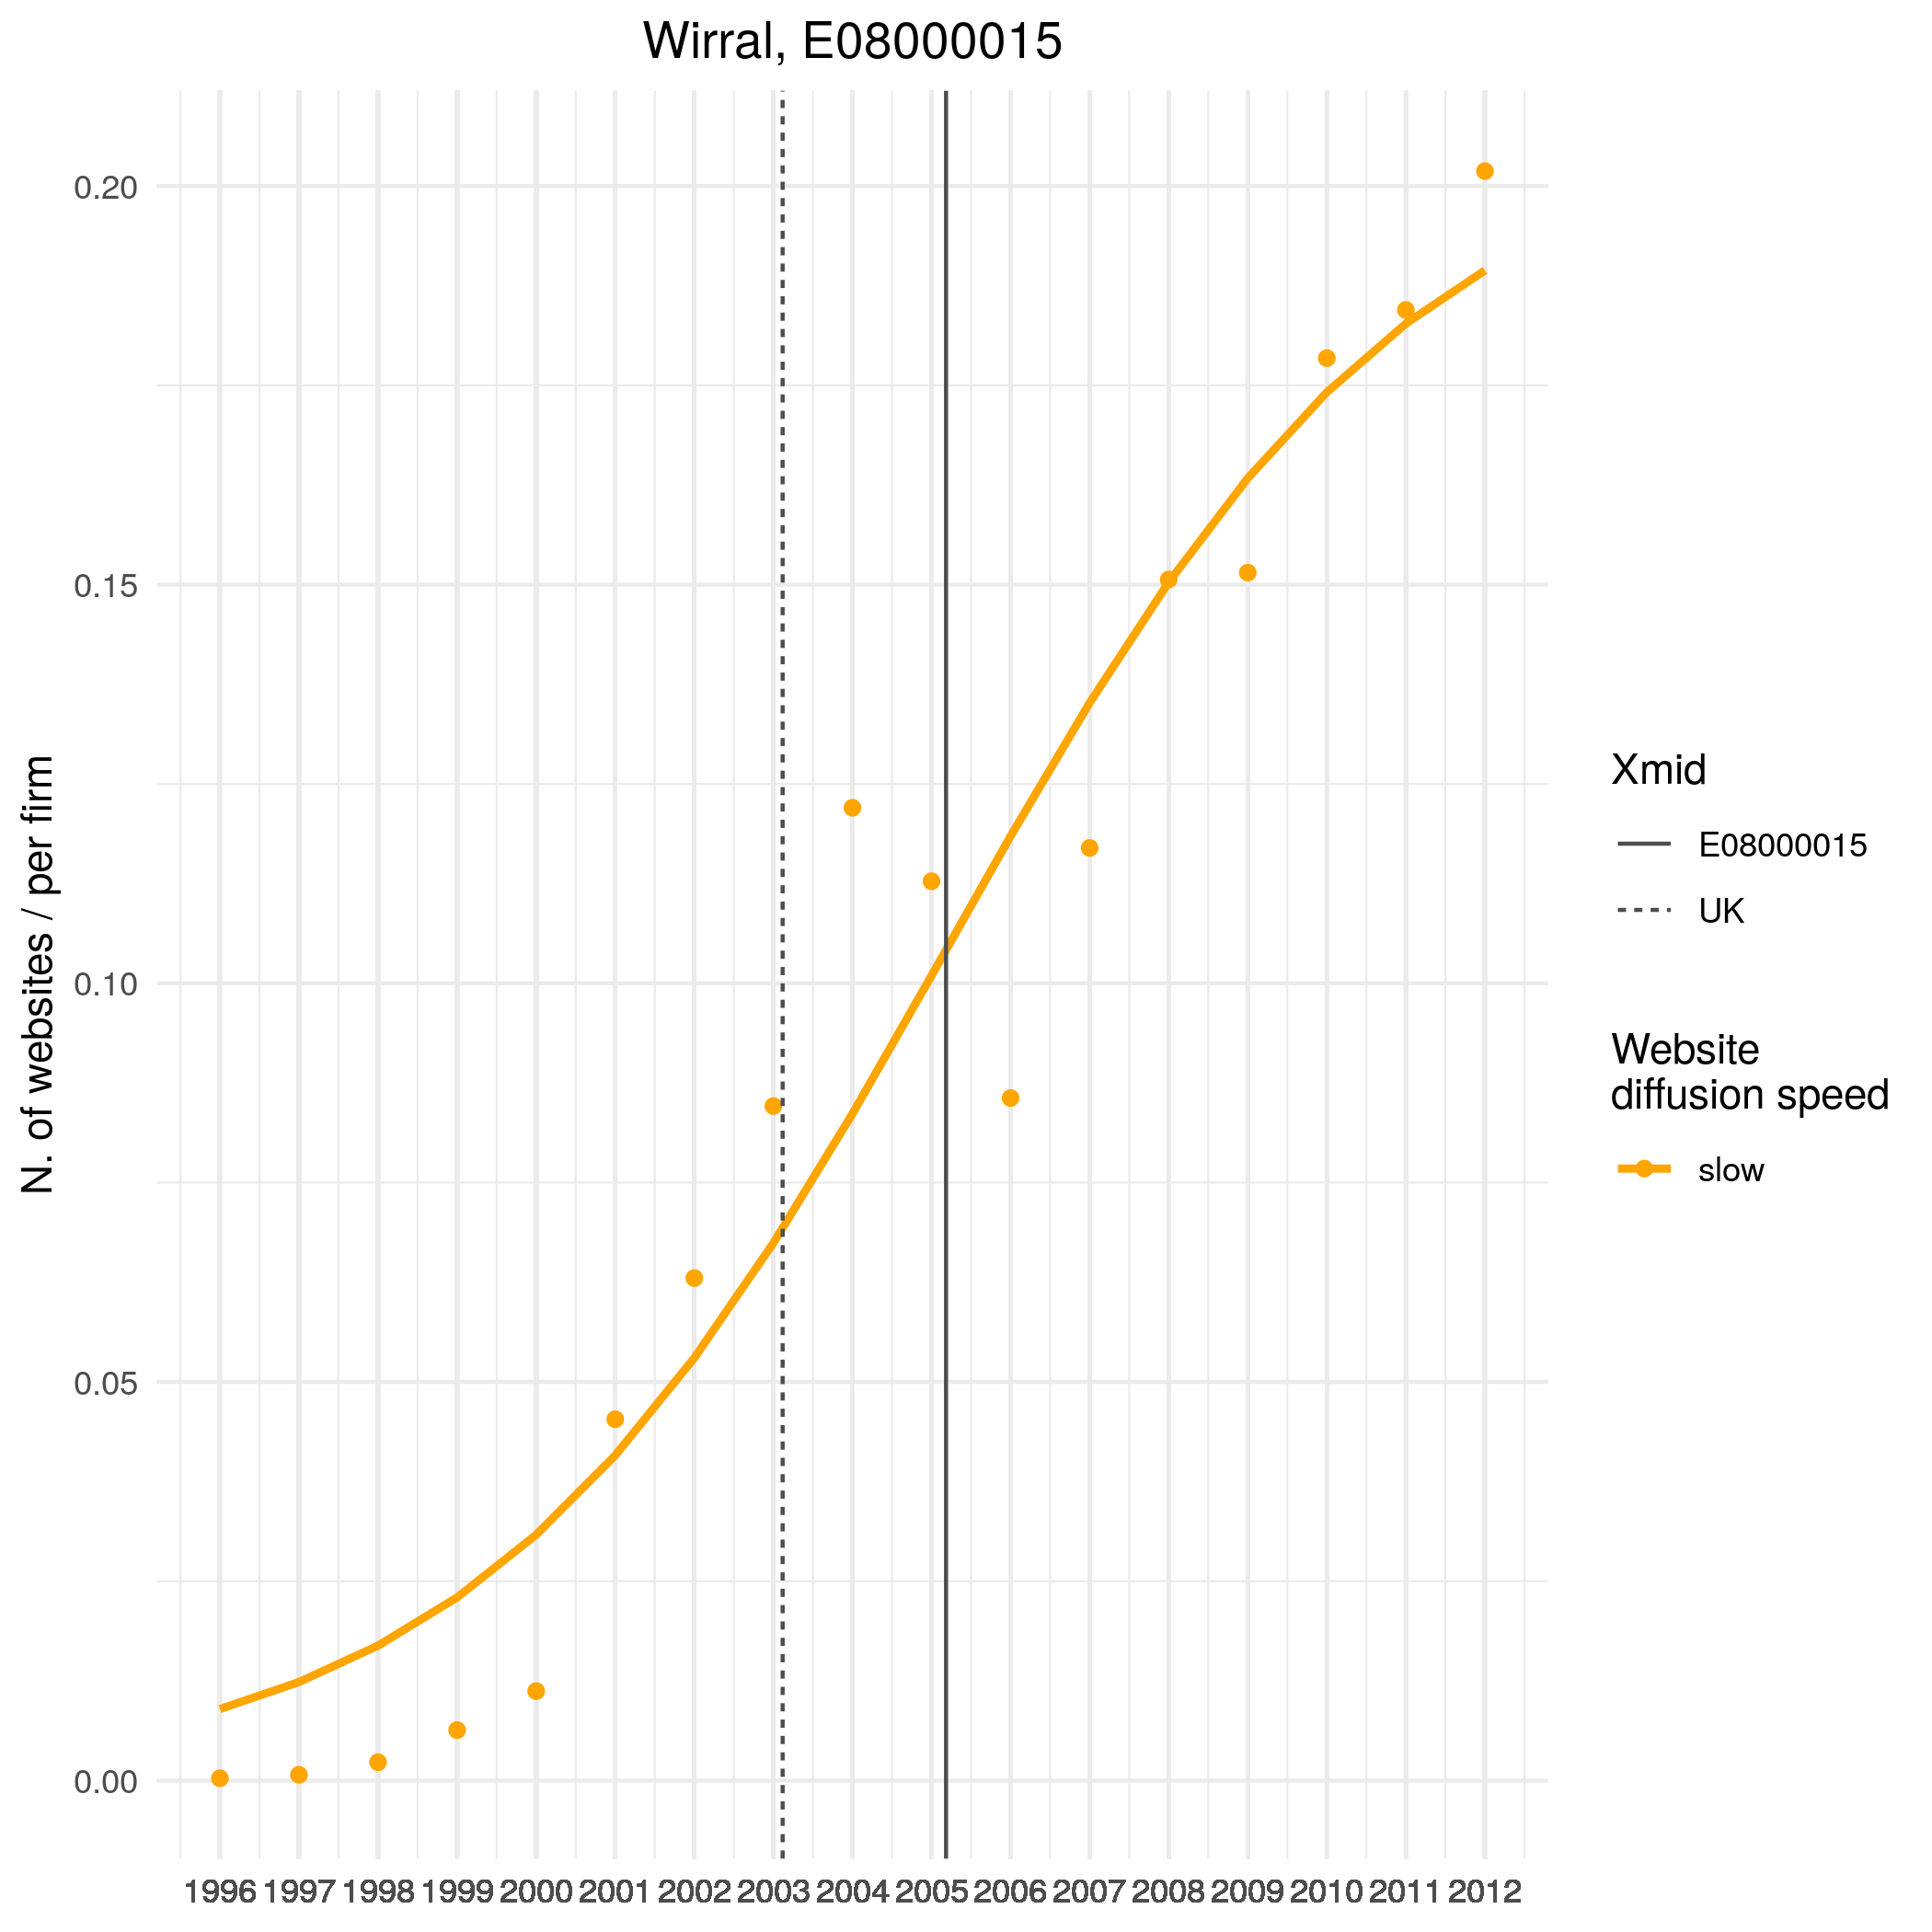 Wirral, E08000015
N. of websites / per firm
0.20
0.15
0.10
0.05
0.00
1996 1997 1998 1999 2000 2001 2002 2003 2004 2005 2006 2007 2008 2009 2010 2011 2012
Xmid
E08000015
UK
Website
diffusion speed
slow